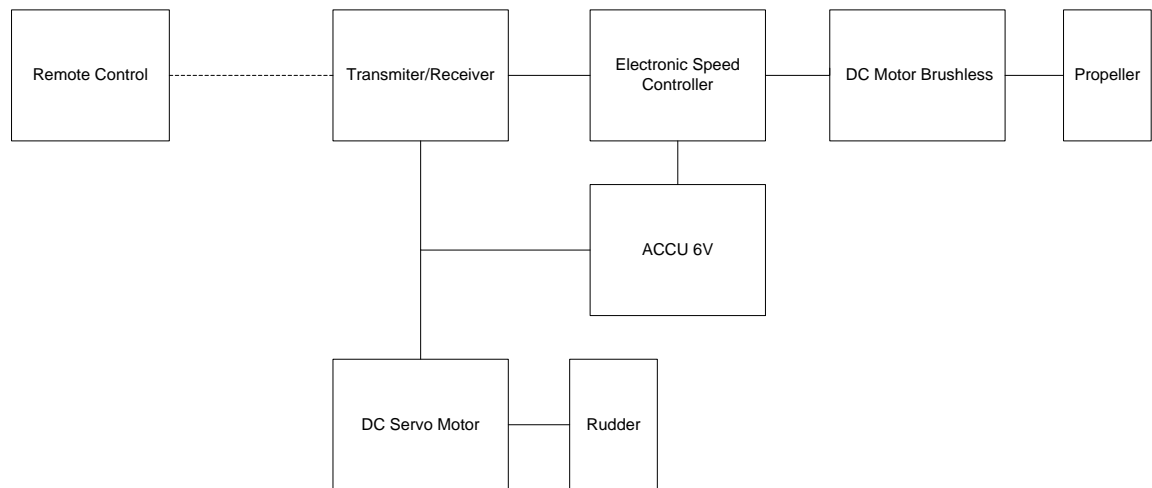 Remote Control
Transmiter/Receiver
Electronic Speed
Controller
DC Motor Brushless
Propeller
ACCU 6V
DC Servo Motor
Rudder